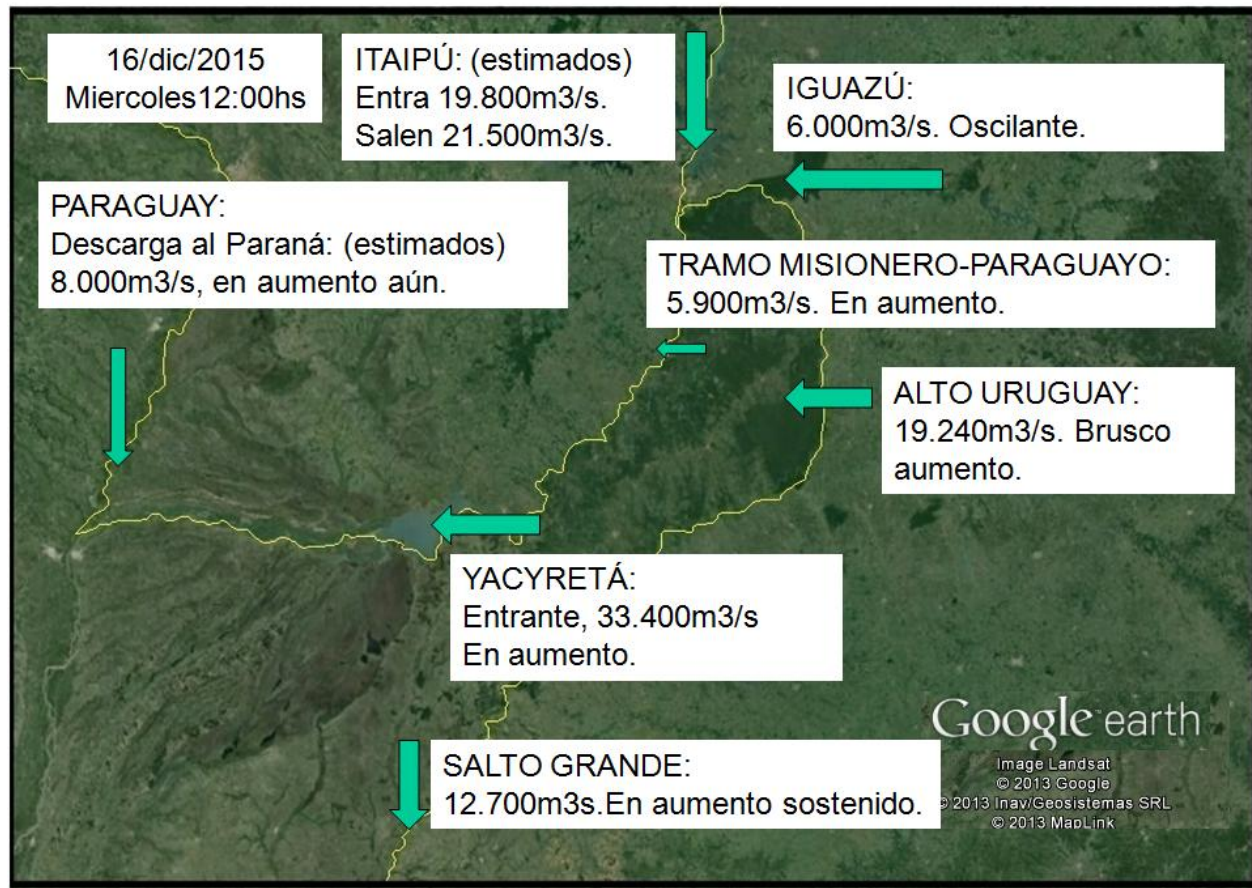 16/dic/2015
Miercoles12:00hs
ITAIPÚ: (estimados)
Entra 19.800m3/s.
Salen 21.500m3/s.
IGUAZÚ:
6.000m3/s. Oscilante.
PARAGUAY:
Descarga al Paraná: (estimados)
8.000m3/s, en aumento aún.
TRAMO MISIONERO-PARAGUAYO:
5.900m3/s. En aumento.
ALTO URUGUAY:
19.240m3/s. Brusco
aumento.
YACYRETÁ:
Entrante, 33.400m3/s
En aumento.
SALTO GRANDE:
12.700m3s.En aumento sostenido.
Google earth
Image Landsat
© 2013 Google
© 2013 Inav/Geosistemas SRL
© 2013 MapLink